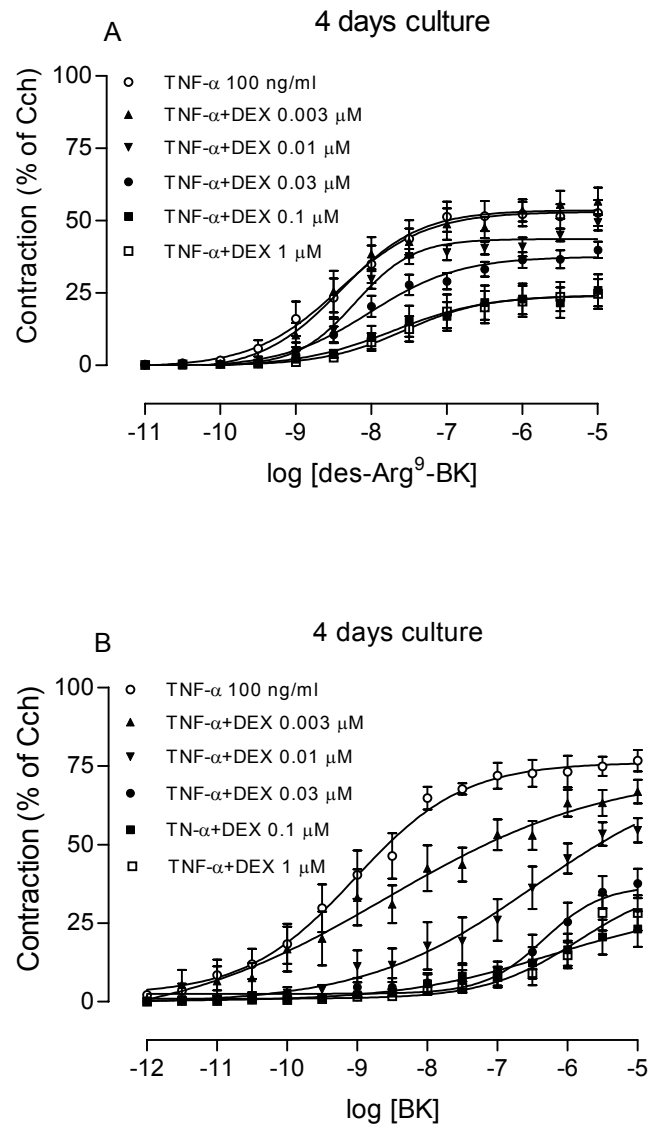 A
4 days culture
100
75
50
25
0
Contraction (% of Cch)
TNF-α 100 ng/ml
TNF-α+DEX 0.003 μM
TNF-α+DEX 0.01 μM
TNF-α+DEX 0.03 μM
TNF-α+DEX 0.1 μM
TNF-α+DEX 1 μM
-11 -10 -9 -8 -7 -6 -5
log [des-Arg⁹-BK]
B
4 days culture
100
75
50
25
0
Contraction (% of Cch)
TNF-α 100 ng/ml
TNF-α+DEX 0.003 μM
TNF-α+DEX 0.01 μM
TNF-α+DEX 0.03 μM
TN-α+DEX 0.1 μM
TNF-α+DEX 1 μM
-12 -11 -10 -9 -8 -7 -6 -5
log [BK]